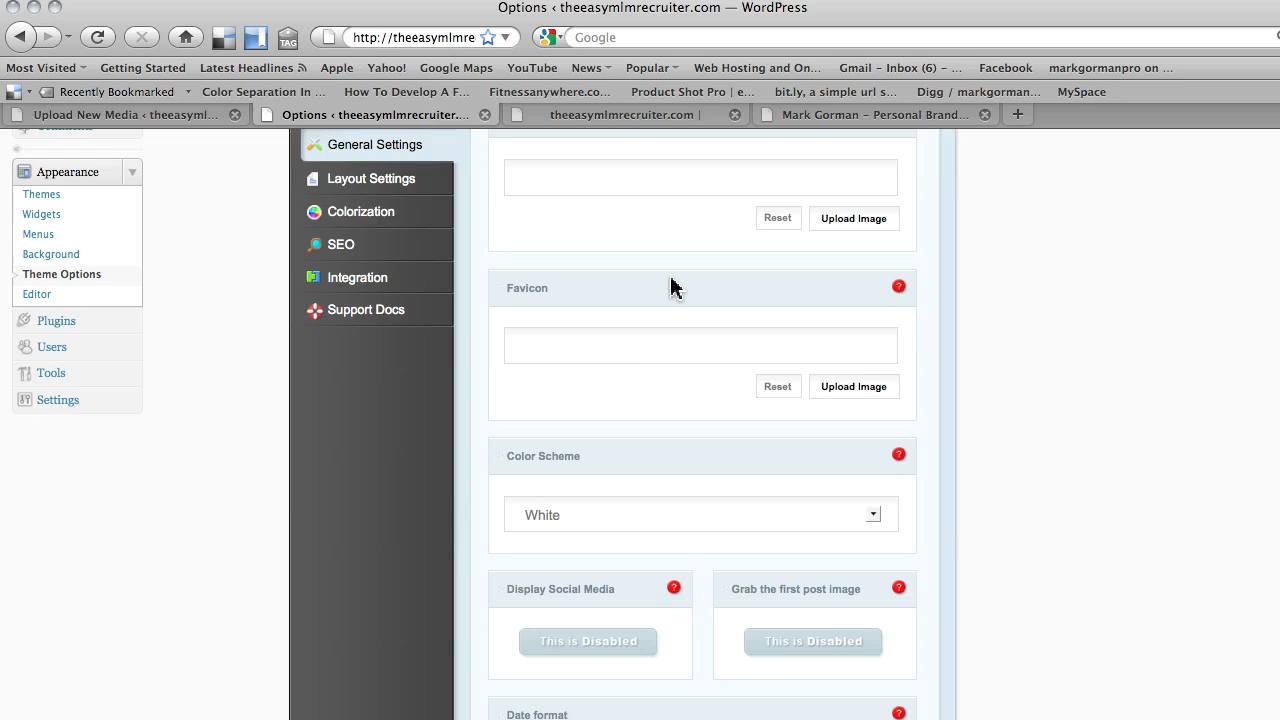 Options ‹ theeasymlmrecruiter.com — WordPress
TAG
http://theeasymlmre
Google
Most Visited
Getting Started
Latest Headlines
Apple
Yahoo!
Google Maps
YouTube
News
Popular
Web Hosting and On...
Gmail – Inbox (6) – ...
Facebook
markgormanpro on ...
Recently Bookmarked
Color Separation In ...
How To Develop A F...
Fitnessanywhere.co...
Product Shot Pro | e...
bit.ly, a simple url s...
Digg / markgorman...
MySpace
Upload New Media ‹ theeasyml...
Options ‹ theeasymlmrecruiter....
theeasymlmrecruiter.com |
Mark Gorman – Personal Brand...
Appearance
Themes
Widgets
Menus
Background
Theme Options
Editor
Plugins
Users
Tools
Settings
General Settings
Layout Settings
Colorization
SEO
Integration
Support Docs
Reset
Upload Image
Favicon
?
Reset
Upload Image
Color Scheme
?
White
Display Social Media
?
Grab the first post image
?
This is Disabled
This is Disabled
Date format
?